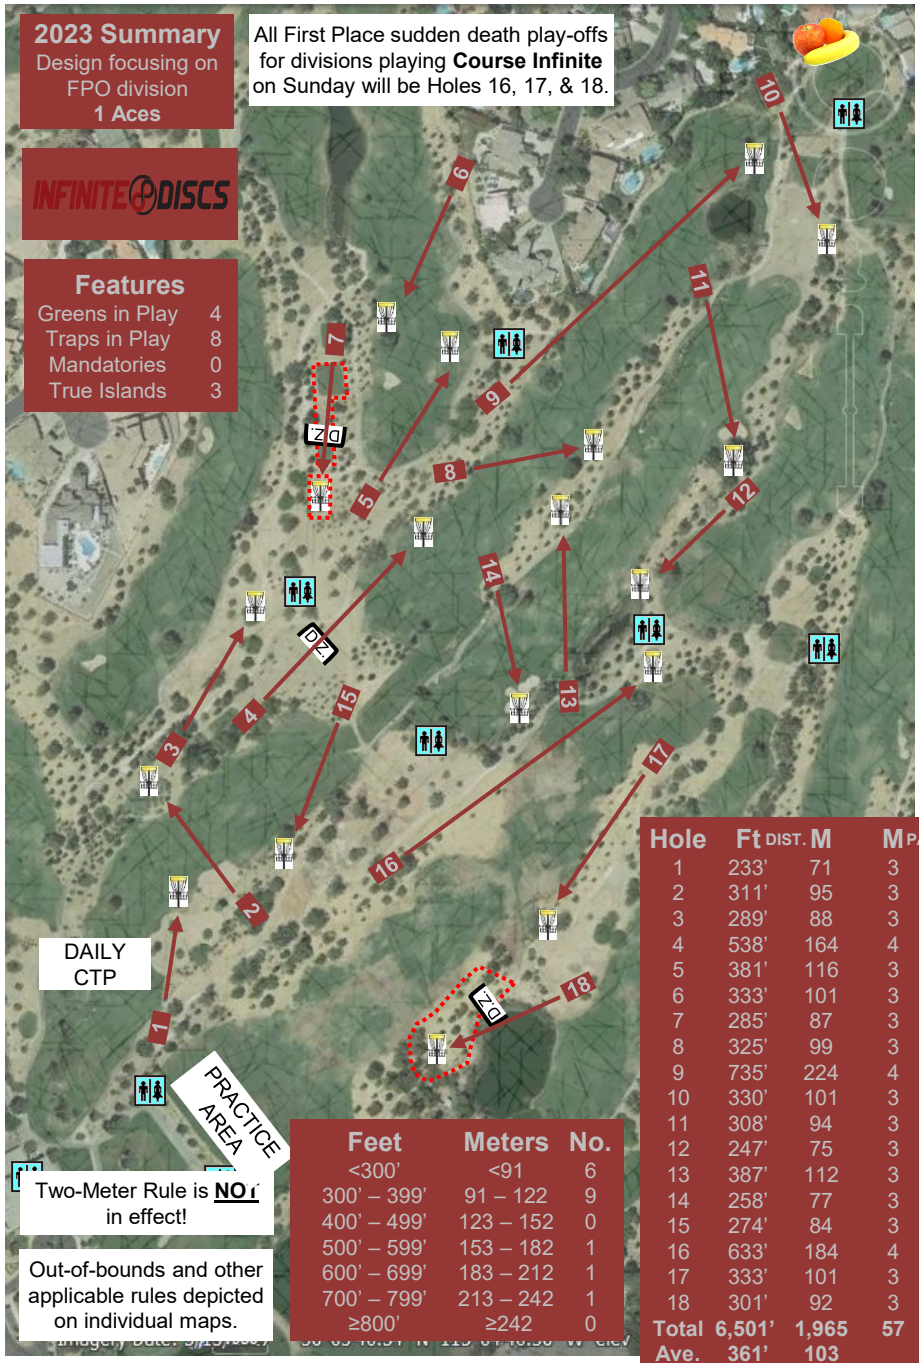 2023 Summary
Design focusing on
FPO division
1 Aces
All First Place sudden death play-offs
for divisions playing Course Infinite
on Sunday will be Holes 16, 17, & 18.
INFINITE DISCS
Features
Greens in Play 4
Traps in Play 8
Mandatories 0
True Islands 3
10
6
11
7
9
D.Z.
8
5
12
14
D.Z.
13
4
15
3
17
16
2
18
D.Z.
1
DAILY
CTP
PRACTICE
AREA
Two-Meter Rule is NOT
in effect!
Out-of-bounds and other
applicable rules depicted
on individual maps.
Feet Meters No.
<300' <91 6
300' – 399' 91 – 122 9
400' – 499' 123 – 152 0
500' – 599' 153 – 182 1
600' – 699' 183 – 212 1
700' – 799' 213 – 242 1
≥800' ≥242 0
Hole Ft DIST. M M PA
1 233' 71 3
2 311' 95 3
3 289' 88 3
4 538' 164 4
5 381' 116 3
6 333' 101 3
7 285' 87 3
8 325' 99 3
9 735' 224 4
10 330' 101 3
11 308' 94 3
12 247' 75 3
13 387' 112 3
14 258' 77 3
15 274' 84 3
16 633' 184 4
17 333' 101 3
18 301' 92 3
Total 6,501' 1,965 57
Ave. 361' 103
Imagery Date: